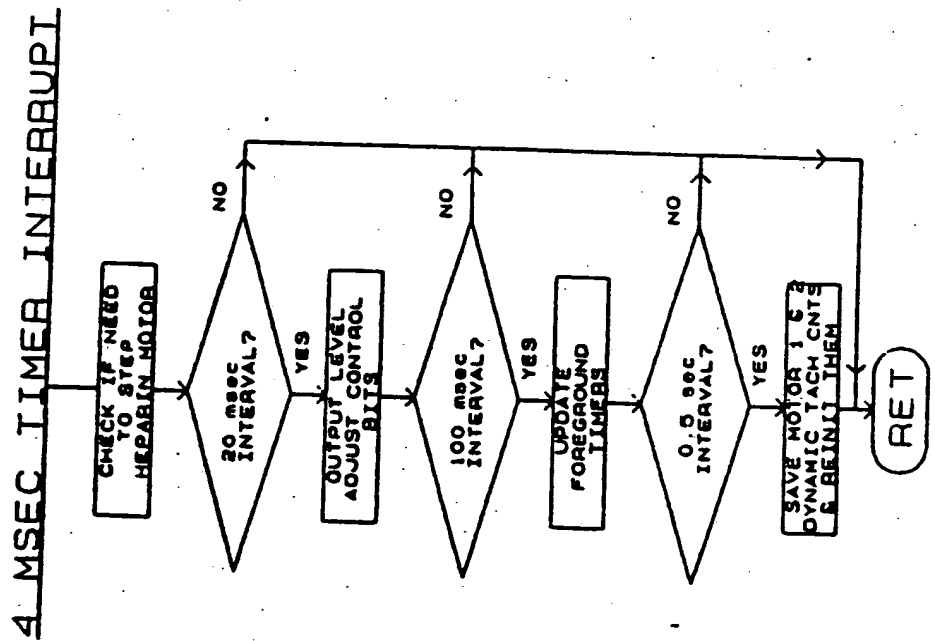 4 MSEC TIMER INTERRUPT
CHECK IF NEED
TO STEP
HEPARIN MOTOR
20 msec
INTERVAL?
NO
YES
OUTPUT LEVEL
ADJUST CONTROL
BITS
100 msec
INTERVAL?
NO
YES
UPDATE
FOREGROUND
TIMERS
0.5 sec
INTERVAL?
NO
YES
SAVE MOTOR 1 & 2
DYNAMIC TACH CNTS
& REINIT THEM
RET